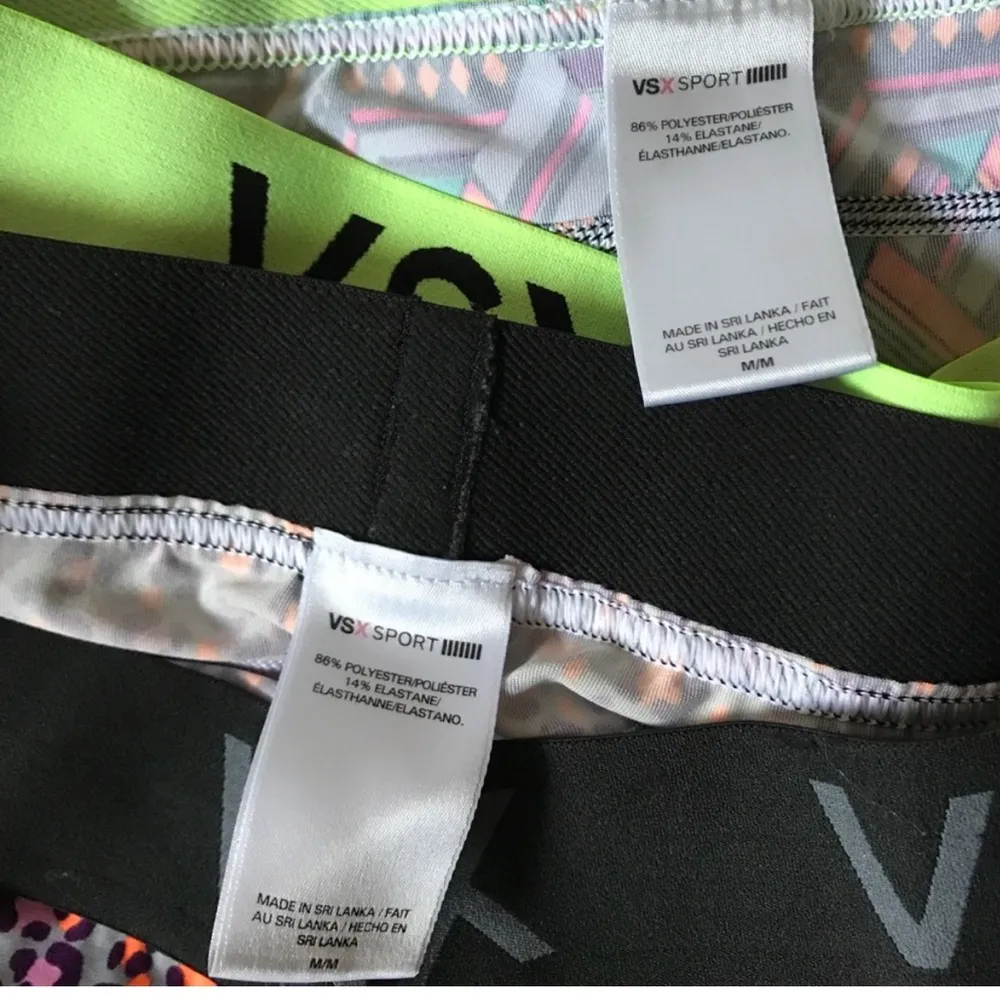 VSX SPORT
86% POLYESTER/POLIÉSTER
14% ELASTANE/
ÉLASTHANNE/ELASTANO.
MADE IN SRI LANKA / FAIT
AU SRI LANKA / HECHO EN
SRI LANKA
M/M
VSX
VSX SPORT
86% POLYESTER/POLIÉSTER
14% ELASTANE/
ÉLASTHANNE/ELASTANO.
MADE IN SRI LANKA / FAIT
AU SRI LANKA / HECHO EN
SRI LANKA
M/M
V X V